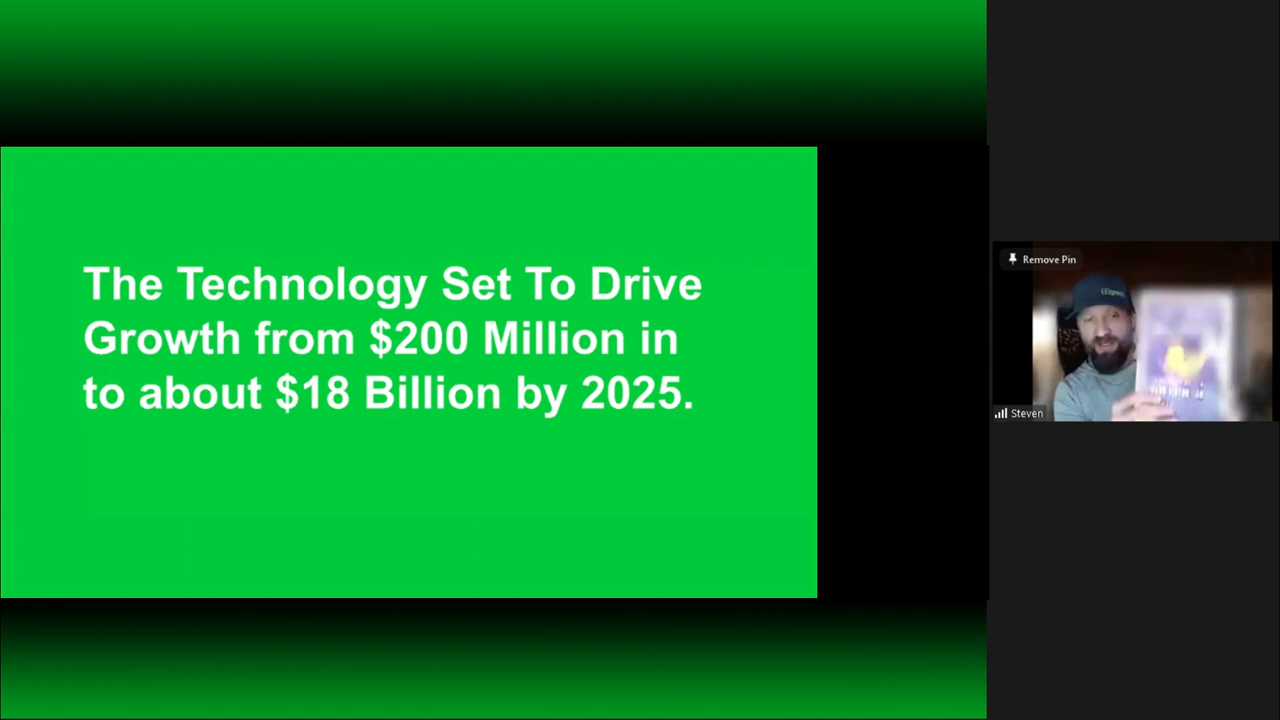 The Technology Set To Drive
Growth from $200 Million in
to about $18 Billion by 2025.
Remove Pin
Steven